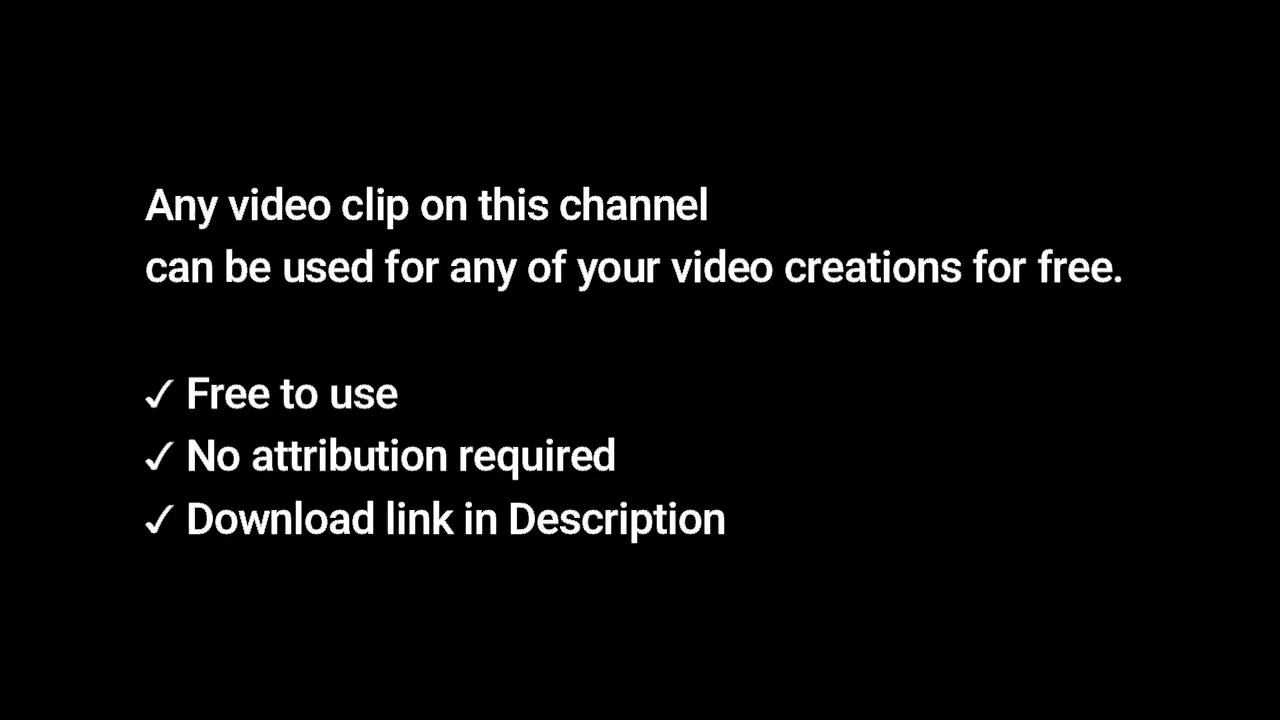 Any video clip on this channel
can be used for any of your video creations for free.
✓ Free to use
✓ No attribution required
✓ Download link in Description